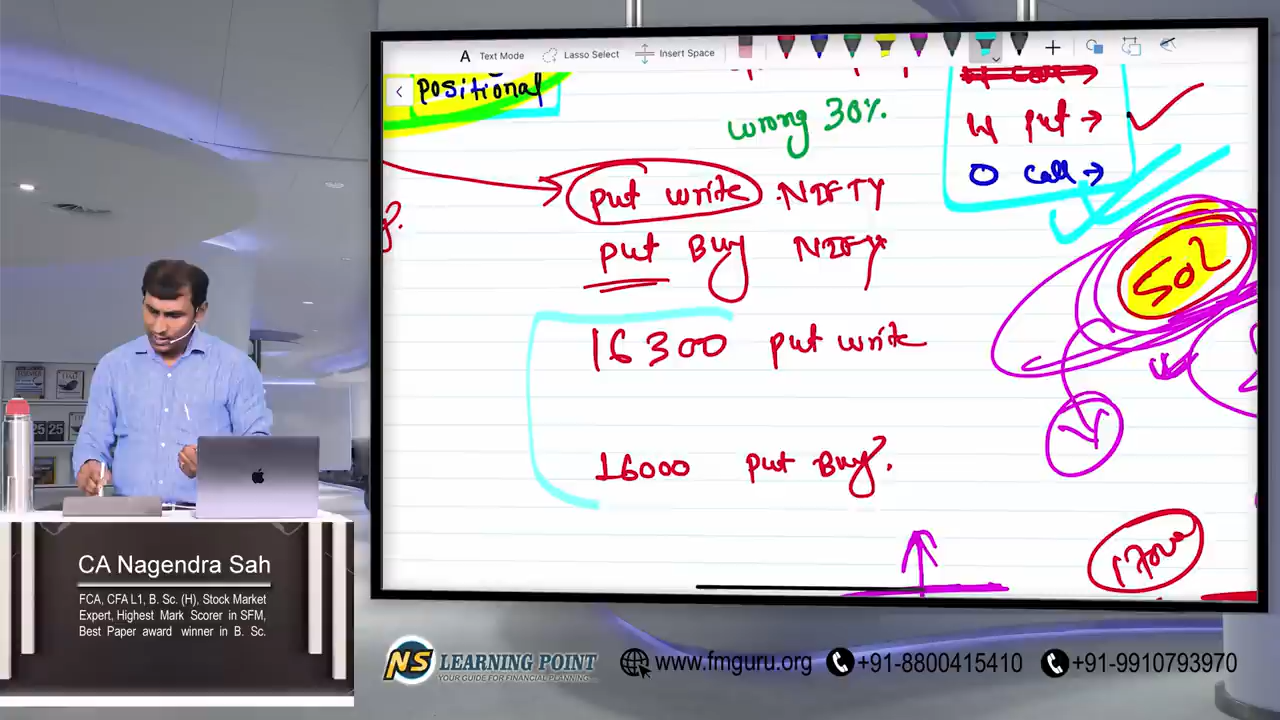 Text Mode
Lasso Select
Insert Space
positional
wrong 30%.
W put →
O call →
put write NIFTY
put Buy NIFTY
502
16300 put write
16000 put Buy.
CA Nagendra Sah
FCA, CFA L1, B. Sc. (H), Stock Market
Expert, Highest Mark Scorer in SFM,
Best Paper award winner in B. Sc.
NS LEARNING POINT
YOUR GUIDE FOR FINANCIAL PLANNING...
www.fmguru.org
+91-8800415410
+91-9910793970